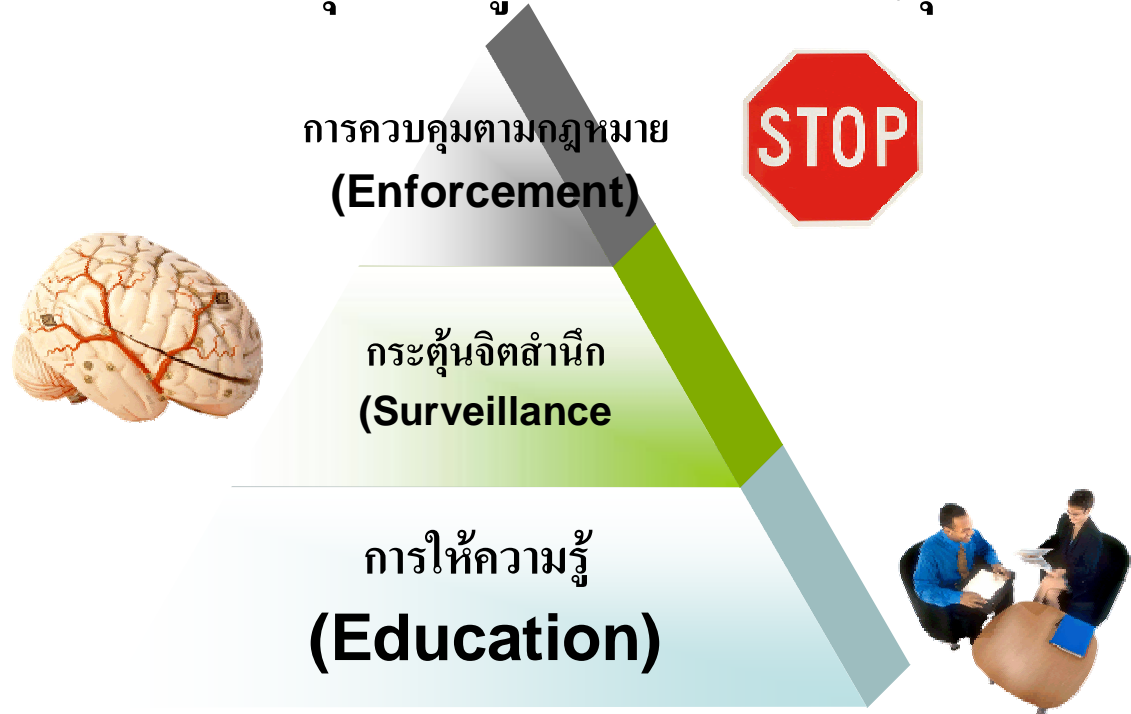 การควบคุมตามกฎหมาย
(Enforcement)
STOP
กระตุ้นจิตสำนึก
(Surveillance
การให้ความรู้
(Education)